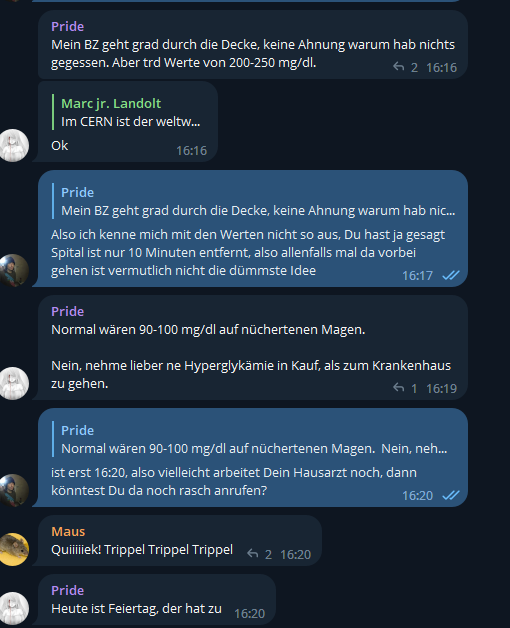 Pride
Mein BZ geht grad durch die Decke, keine Ahnung warum hab nichts
gegessen. Aber trd Werte von 200-250 mg/dl.
2 16:16
Marc jr. Landolt
Im CERN ist der weltw...
Ok
16:16
Pride
Mein BZ geht grad durch die Decke, keine Ahnung warum hab nic...
Also ich kenne mich mit den Werten nicht so aus, Du hast ja gesagt
Spital ist nur 10 Minuten entfernt, also allenfalls mal da vorbei
gehen ist vermutlich nicht die dümmste Idee
16:17
Pride
Normal wären 90-100 mg/dl auf nüchertenen Magen.
Nein, nehme lieber ne Hyperglykämie in Kauf, als zum Krankenhaus
zu gehen.
1 16:19
Pride
Normal wären 90-100 mg/dl auf nüchertenen Magen. Nein, neh...
ist erst 16:20, also vielleicht arbeitet Dein Hausarzt noch, dann
könntest Du da noch rasch anrufen?
16:20
Maus
Quiiiiiek! Trippel Trippel Trippel
2 16:20
Pride
Heute ist Feiertag, der hat zu
16:20